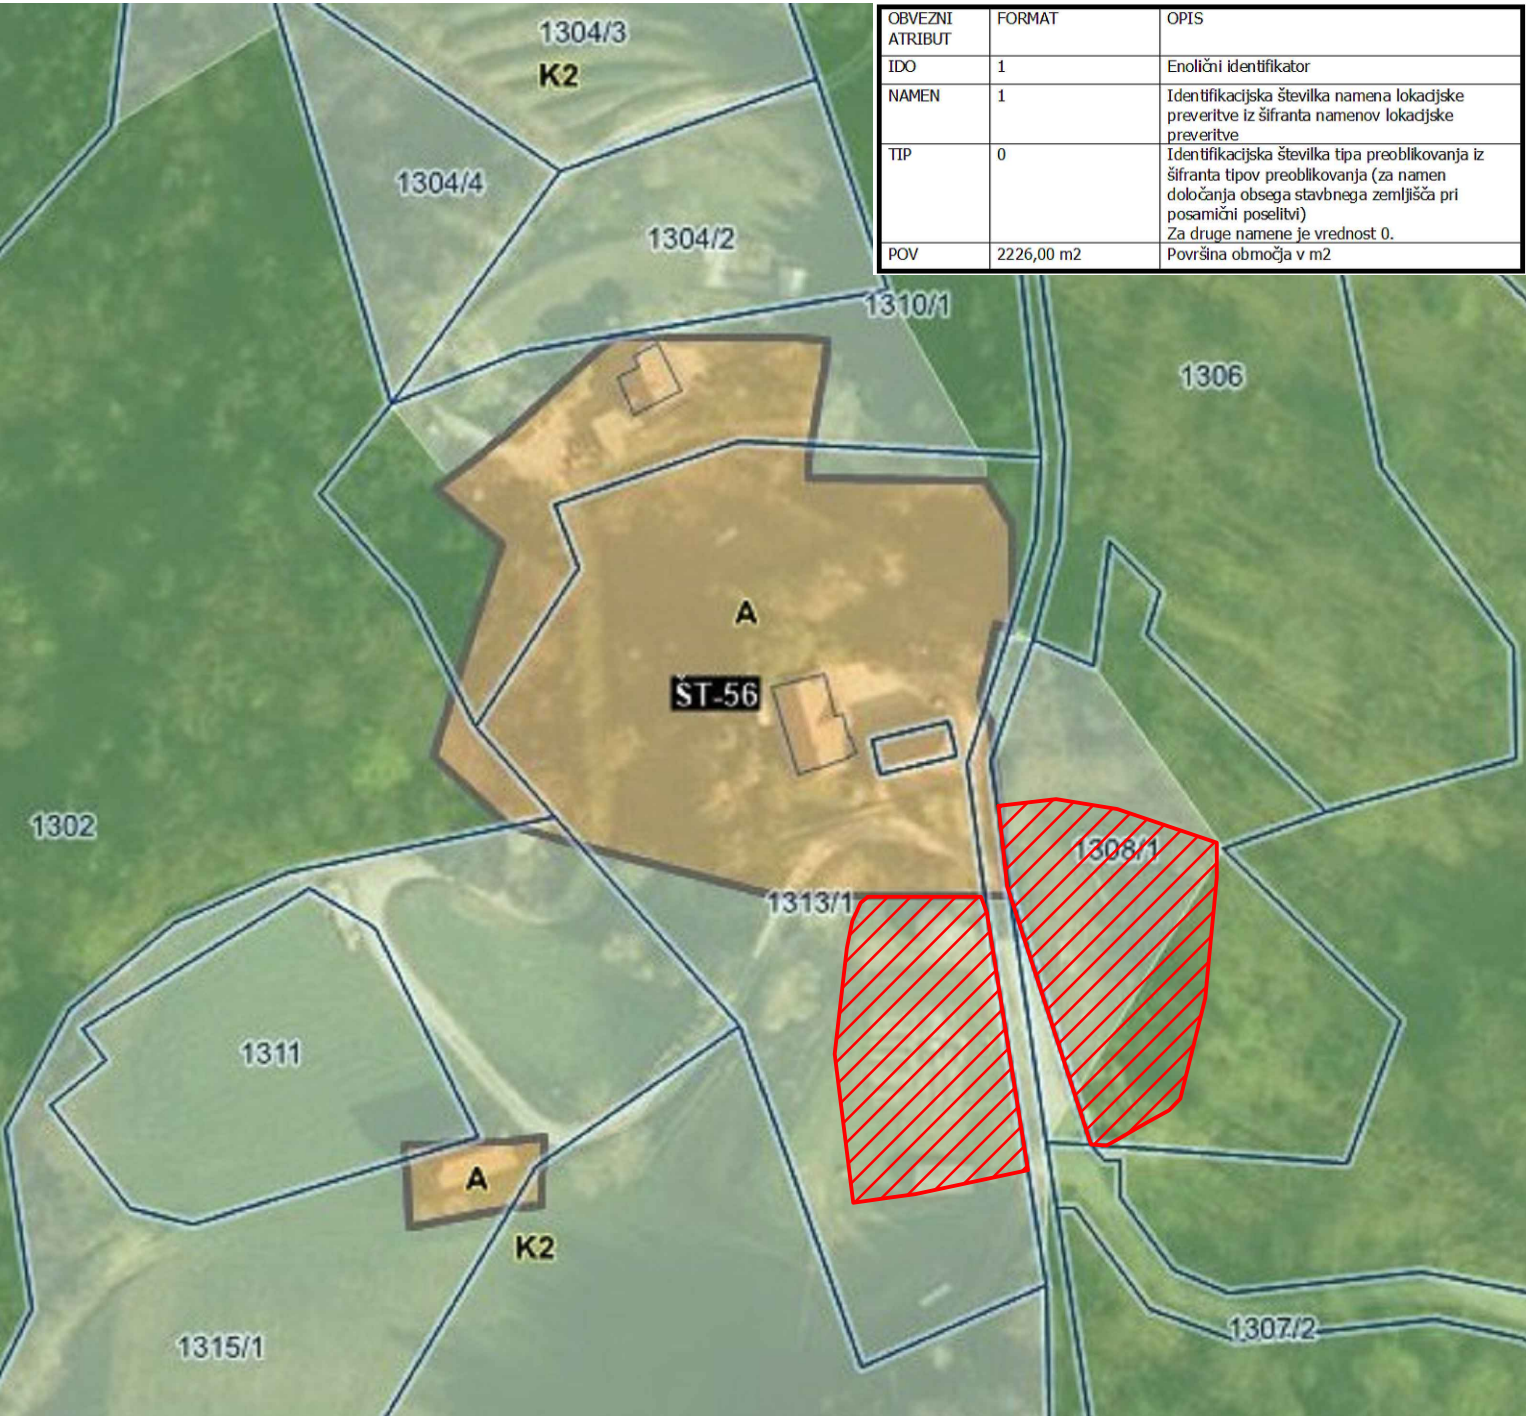 OBVEZNI ATRIBUT FORMAT OPIS
IDO 1 Enolični identifikator
NAMEN 1 Identifikacijska številka namena lokacijske
preveritve iz šifranta namenov lokacijske
preveritve
TIP 0 Identifikacijska številka tipa preoblikovanja iz
šifranta tipov preoblikovanja (za namen
določanja obsega stavbnega zemljišča pri
posamični poselitvi)
Za druge namene je vrednost 0.
POV 2226,00 m2 Površina območja v m2
1304/3
K2
1304/4
1304/2
1310/1
1306
A
ŠT-56
1302
1308/1
1313/1
1311
A
K2
1307/2
1315/1